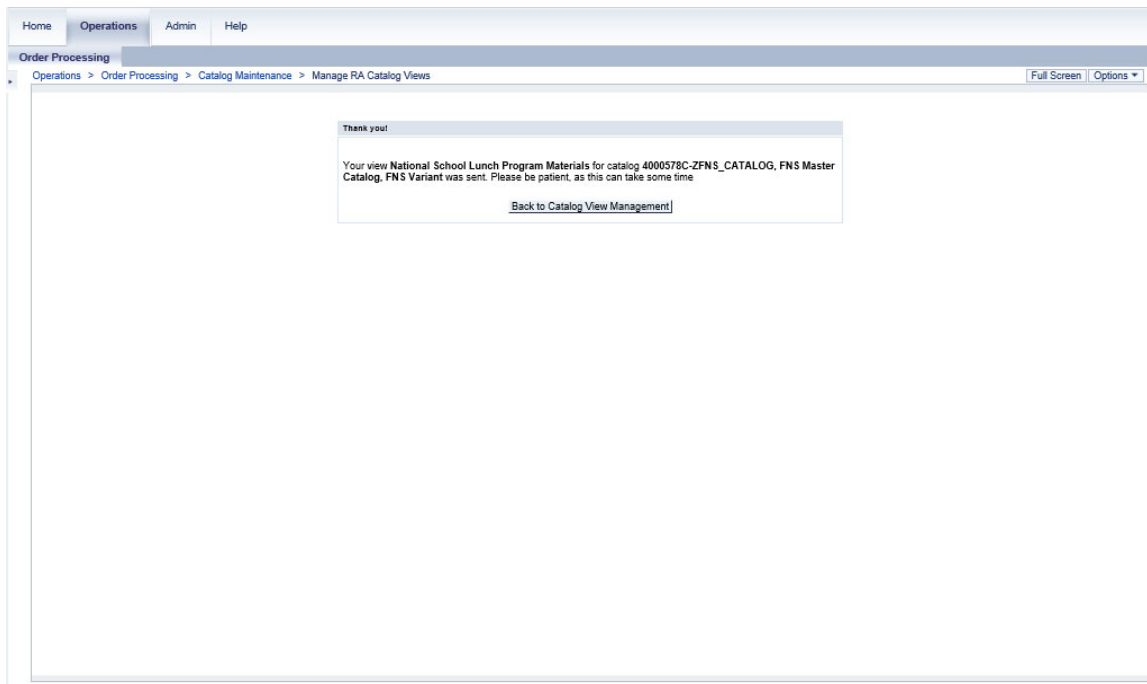 Home Operations Admin Help
Order Processing
Operations > Order Processing > Catalog Maintenance > Manage RA Catalog Views Full Screen Options
Thank you!
Your view National School Lunch Program Materials for catalog 4000578C-ZFNS_CATALOG, FNS Master
Catalog, FNS Variant was sent. Please be patient, as this can take some time
Back to Catalog View Management